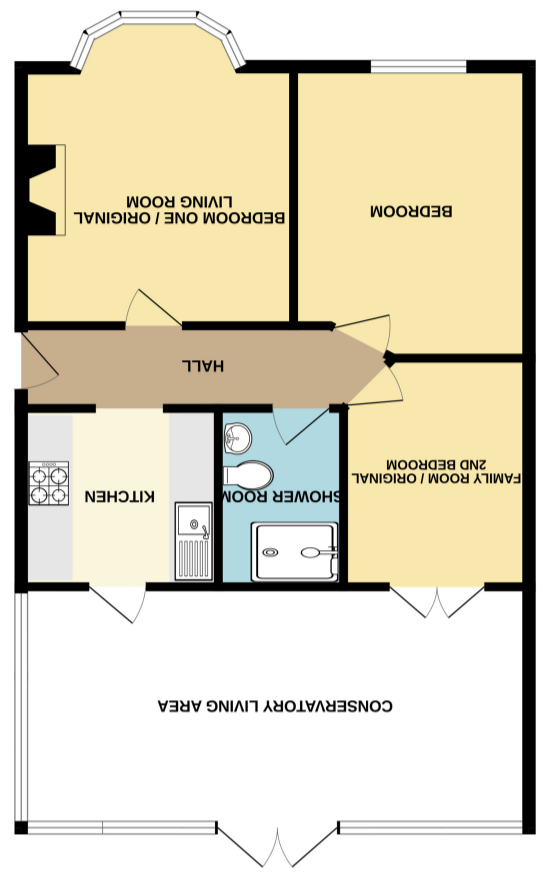 CONSERVATORY LIVING AREA
FAMILY ROOM / ORIGINAL
2ND BEDROOM
SHOWER ROOM
KITCHEN
HALL
BEDROOM
BEDROOM ONE / ORIGINAL
LIVING ROOM